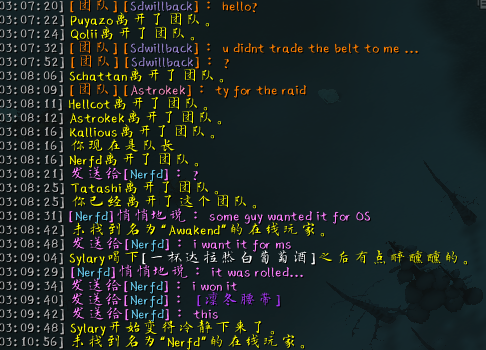 03:07:20] [团队][Sdwillback]：hello?
03:07:22] Puyazo离开了团队。
03:07:24] Qolii离开了团队。
03:07:32] [团队][Sdwillback]：u didnt trade the belt to me ...
03:07:52] [团队][Sdwillback]：?
03:08:06] Schattan离开了团队。
03:08:09] [团队][Astrokek]：ty for the raid
03:08:11] Hellcot离开了团队。
03:08:12] Astrokek离开了团队。
03:08:16] Kallious离开了团队。
03:08:16] 你现在是队长
03:08:16] Nerfd离开了团队。
03:08:21] 发送给[Nerfd]：?
03:08:25] Tatashi离开了团队。
03:08:25] 你已经离开了这个团队。
03:08:31] [Nerfd]悄悄地说：some guy wanted it for OS
03:08:42] 未找到名为“Awakend”的在线玩家。
03:08:48] 发送给[Nerfd]：i want it for ms
03:09:04] Sylary喝下[一杯达拉然白葡萄酒]之后有点醉醺醺的。
03:09:29] [Nerfd]悄悄地说：it was rolled...
03:09:34] 发送给[Nerfd]：i won it
03:09:40] 发送给[Nerfd]：[凛冬腰带]
03:09:42] 发送给[Nerfd]：this
03:09:48] Sylary开始变得冷静下来了。
03:10:56] 未找到名为“Nerfd”的在线玩家。